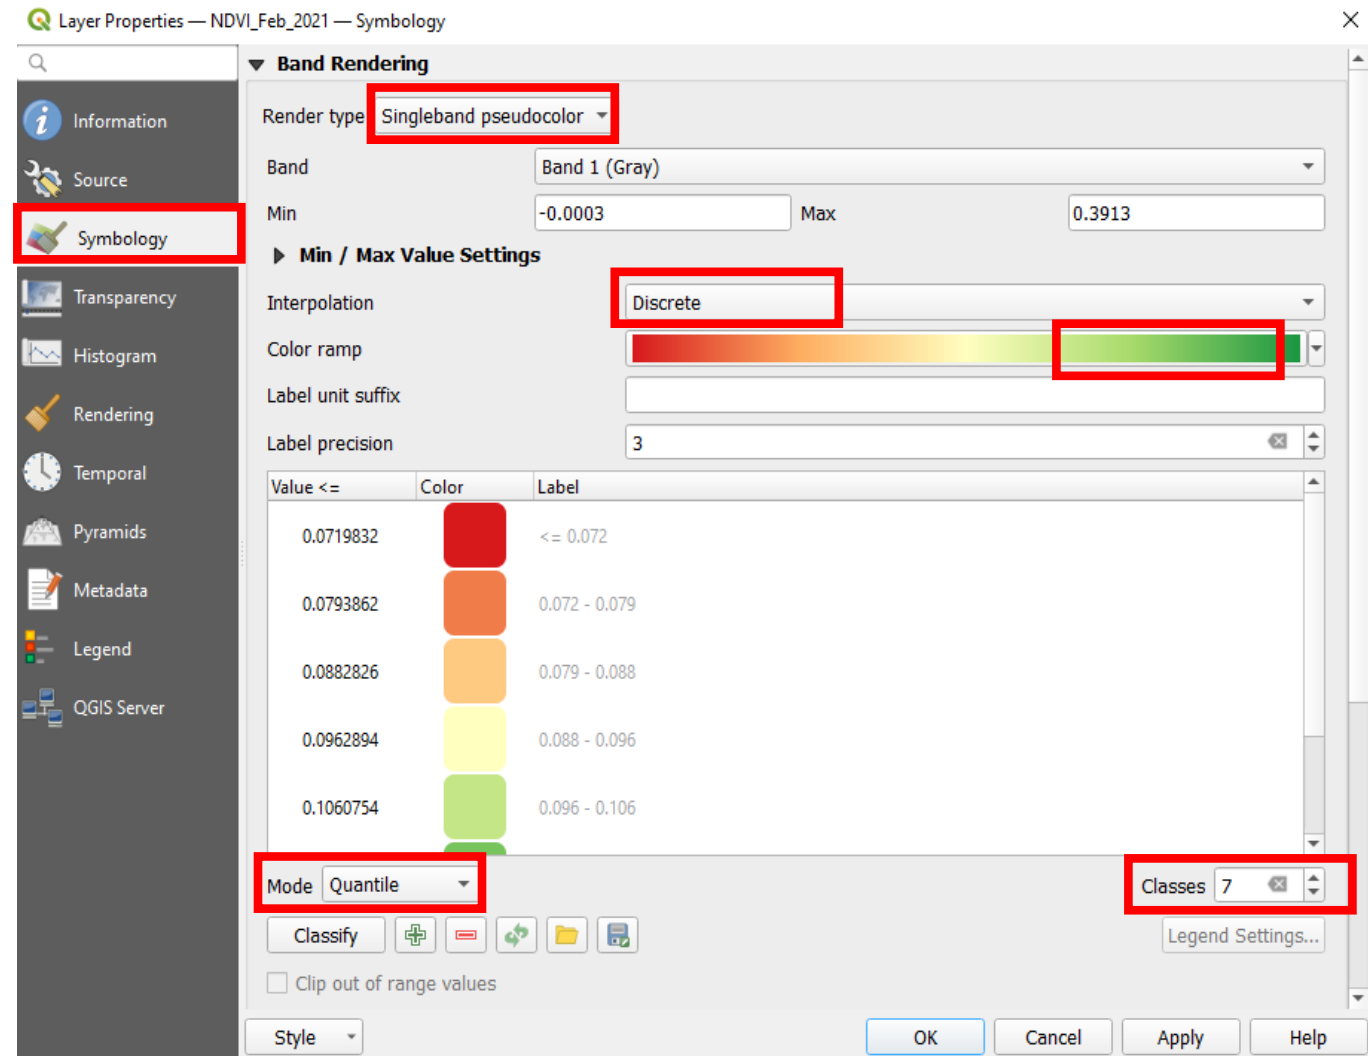 Layer Properties — NDVI_Feb_2021 — Symbology
Information
Source
Symbology
Transparency
Histogram
Rendering
Temporal
Pyramids
Metadata
Legend
QGIS Server
Band Rendering
Render type Singleband pseudocolor
Band Band 1 (Gray)
Min -0.0003 Max 0.3913
Min / Max Value Settings
Interpolation Discrete
Color ramp
Label unit suffix
Label precision 3
Value <= Color Label
0.0719832 <= 0.072
0.0793862 0.072 - 0.079
0.0882826 0.079 - 0.088
0.0962894 0.088 - 0.096
0.1060754 0.096 - 0.106
Mode Quantile Classes 7
Classify Legend Settings...
Clip out of range values
Style OK Cancel Apply Help